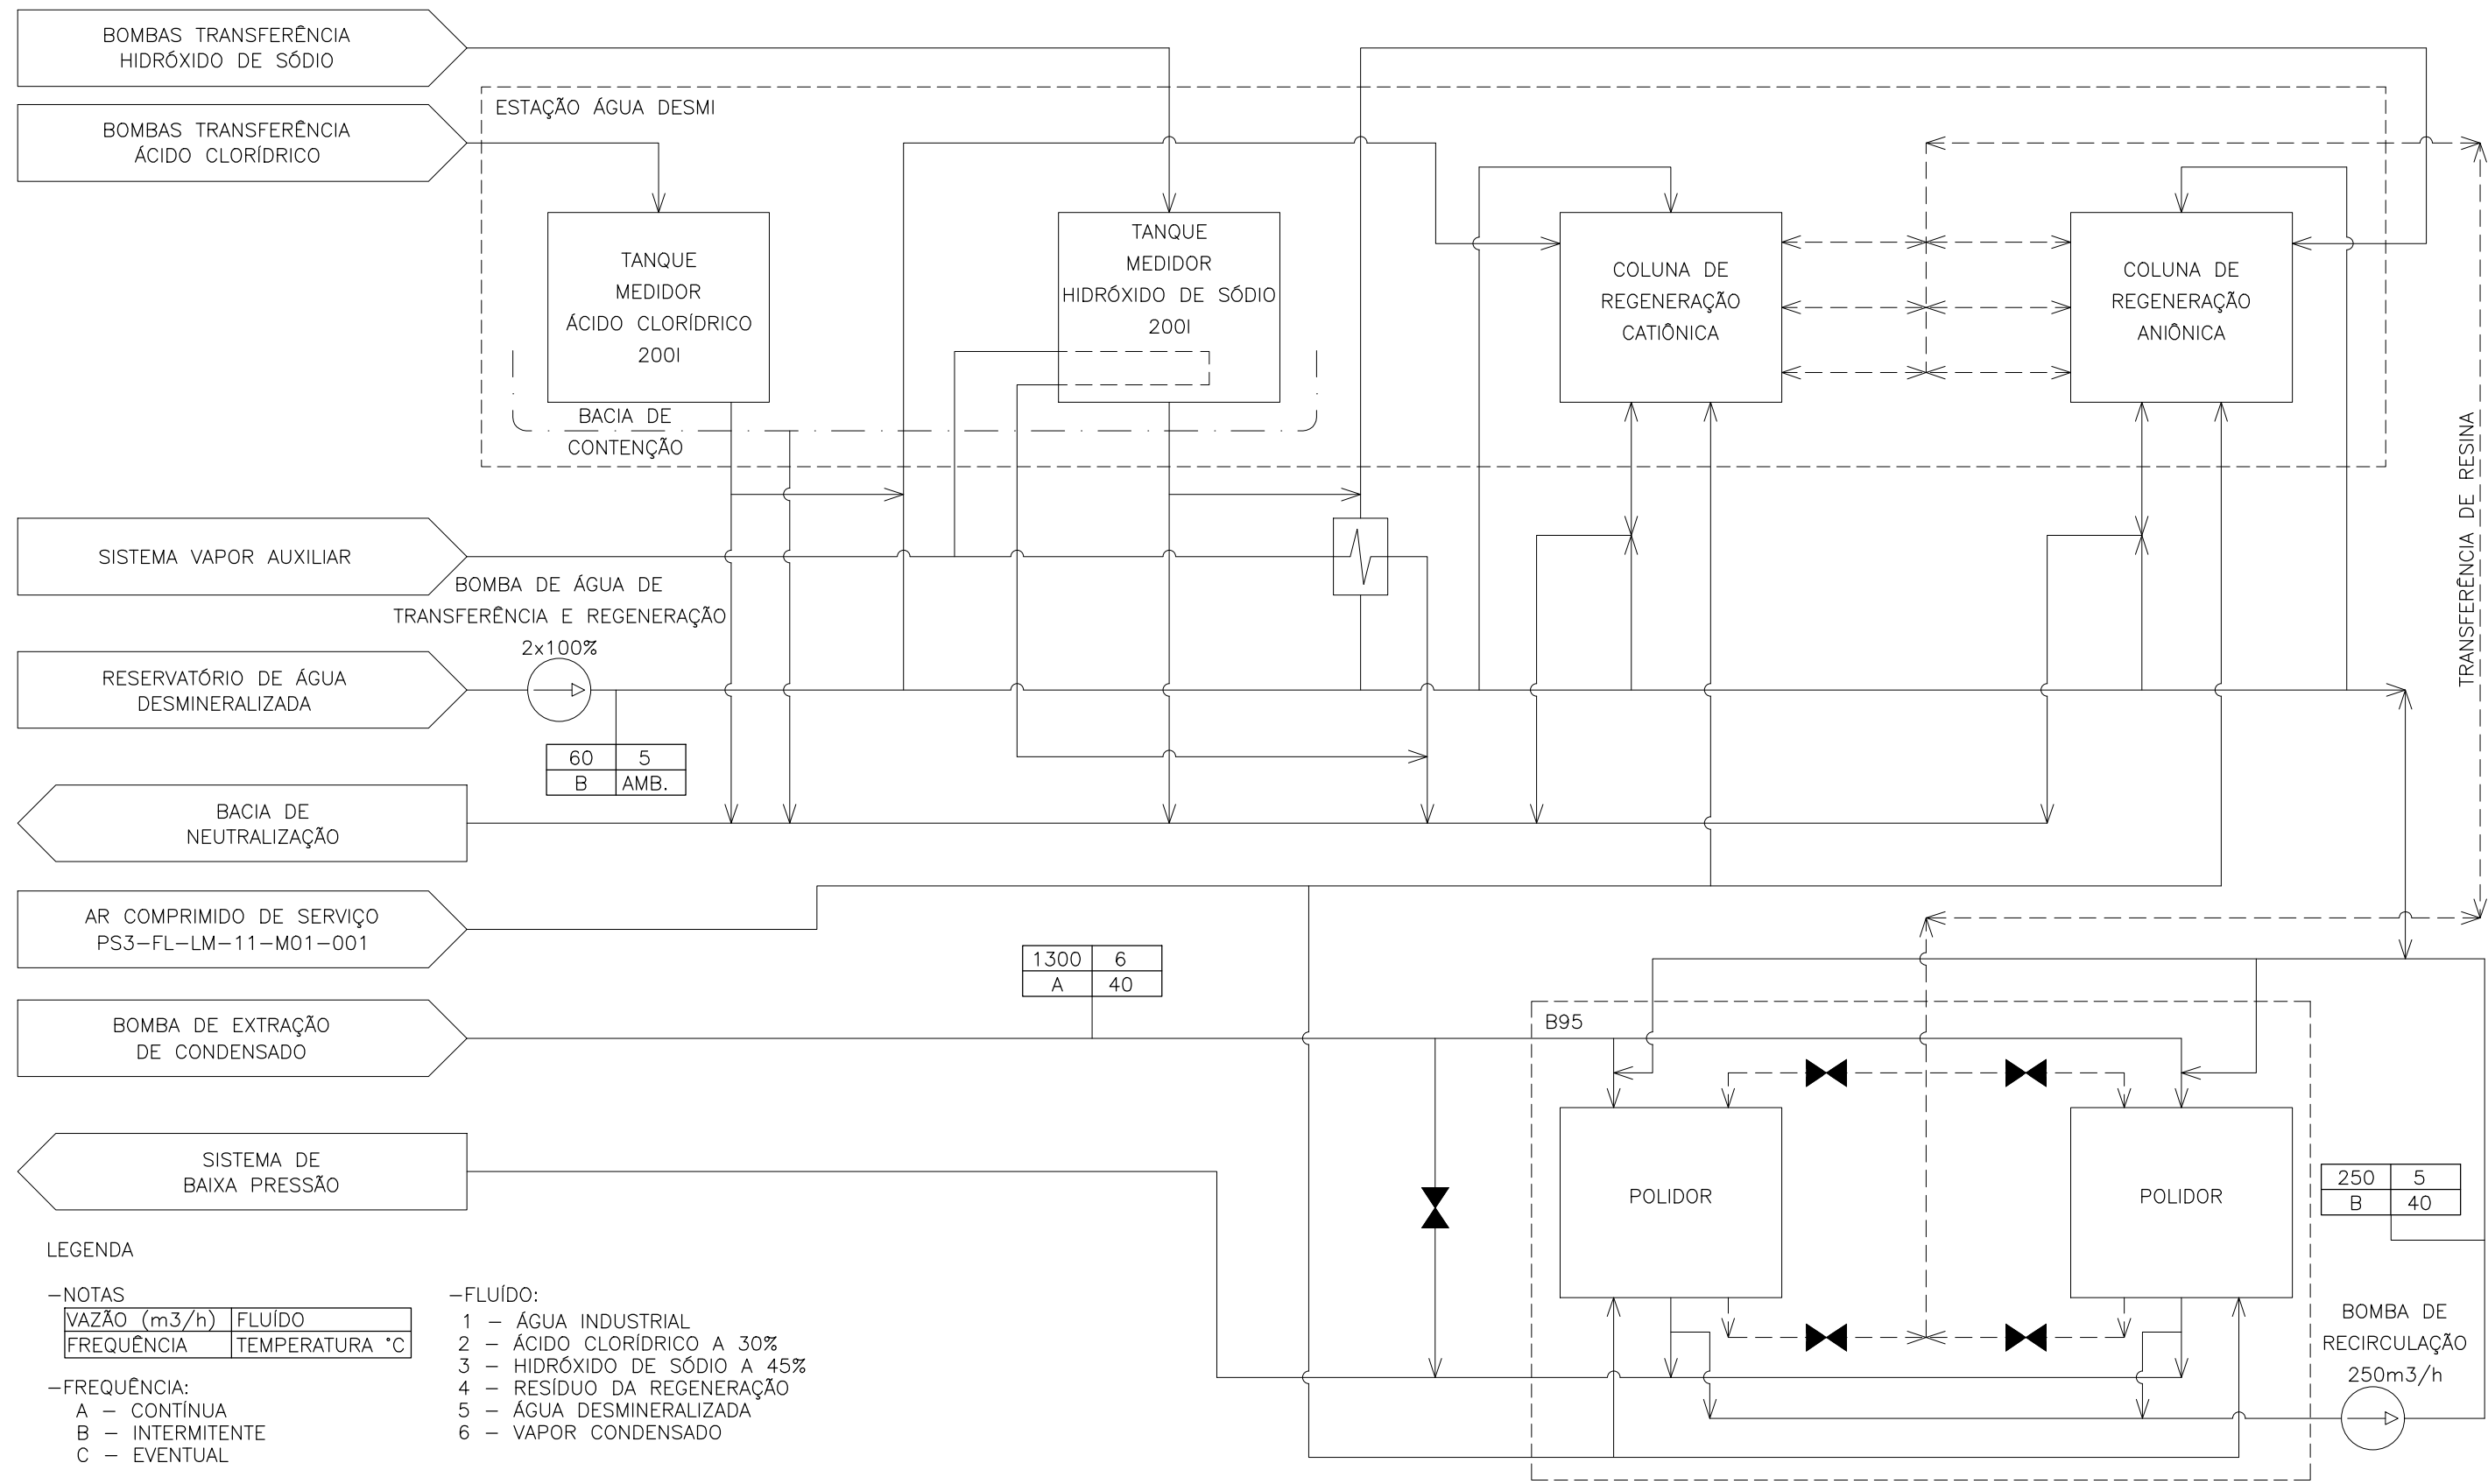 BOMBAS TRANSFERÊNCIA
HIDRÓXIDO DE SÓDIO
BOMBAS TRANSFERÊNCIA
ÁCIDO CLORÍDRICO
ESTAÇÃO ÁGUA DESMI
TANQUE
MEDIDOR
ÁCIDO CLORÍDRICO
200l
TANQUE
MEDIDOR
HIDRÓXIDO DE SÓDIO
200l
COLUNA DE
REGENERAÇÃO
CATIÔNICA
COLUNA DE
REGENERAÇÃO
ANIÔNICA
BACIA DE
CONTENÇÃO
TRANSFERÊNCIA DE RESINA
SISTEMA VAPOR AUXILIAR
BOMBA DE ÁGUA DE
TRANSFERÊNCIA E REGENERAÇÃO
2x100%
RESERVATÓRIO DE ÁGUA
DESMINERALIZADA
60 5
B AMB.
BACIA DE
NEUTRALIZAÇÃO
AR COMPRIMIDO DE SERVIÇO
PS3-FL-LM-11-M01-001
1300 6
A 40
BOMBA DE EXTRAÇÃO
DE CONDENSADO
B95
SISTEMA DE
BAIXA PRESSÃO
POLIDOR
POLIDOR
250 5
B 40
BOMBA DE
RECIRCULAÇÃO
250m3/h
LEGENDA
-NOTAS
VAZÃO (m3/h) FLUÍDO
FREQUÊNCIA TEMPERATURA °C
-FREQUÊNCIA:
A - CONTÍNUA
B - INTERMITENTE
C - EVENTUAL
-FLUÍDO:
1 - ÁGUA INDUSTRIAL
2 - ÁCIDO CLORÍDRICO A 30%
3 - HIDRÓXIDO DE SÓDIO A 45%
4 - RESÍDUO DA REGENERAÇÃO
5 - ÁGUA DESMINERALIZADA
6 - VAPOR CONDENSADO